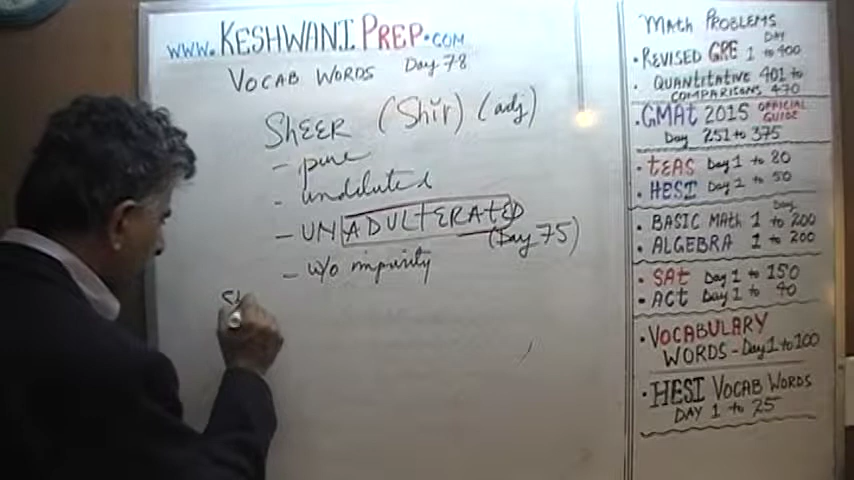 www.KESHWANIPREP.COM
VOCAB WORDS Day 78
SHEER (Shĭr) (adj)
- pure
- undiluted
- UNADULTERATED
(Day 75)
- w/o impurity
Sh
MATH PROBLEMS
DAY
• REVISED GRE 1 to 400
• QUANTITATIVE 401 to
COMPARISONS 470
• GMAT 2015 OFFICIAL GUIDE
Day 251 to 375
• TEAS Day 1 to 80
• HESI Day 1 to 50
Day
• BASIC MATH 1 to 200
• ALGEBRA 1 to 200
• SAT Day 1 to 150
• ACT Day 1 to 40
• VOCABULARY
WORDS - Day 1 to 100
• HESI VOCAB WORDS
DAY 1 TO 25